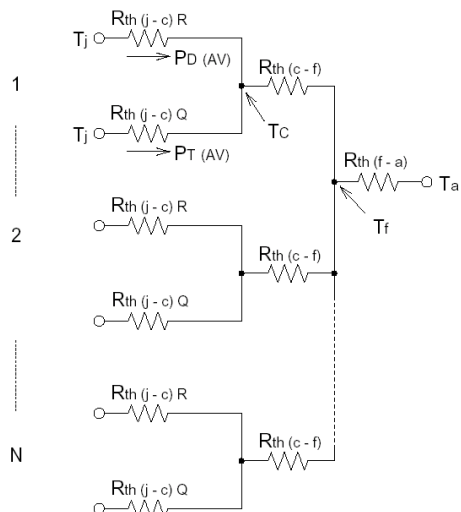 Rth (j - c) R
Tj
PD (AV)
Rth (c - f)
1
Rth (j - c) Q
Tj
TC
PT (AV)
Rth (f - a)
Ta
Rth (j - c) R
Tf
2
Rth (c - f)
Rth (j - c) Q
Rth (j - c) R
Rth (c - f)
N
Rth (j - c) Q